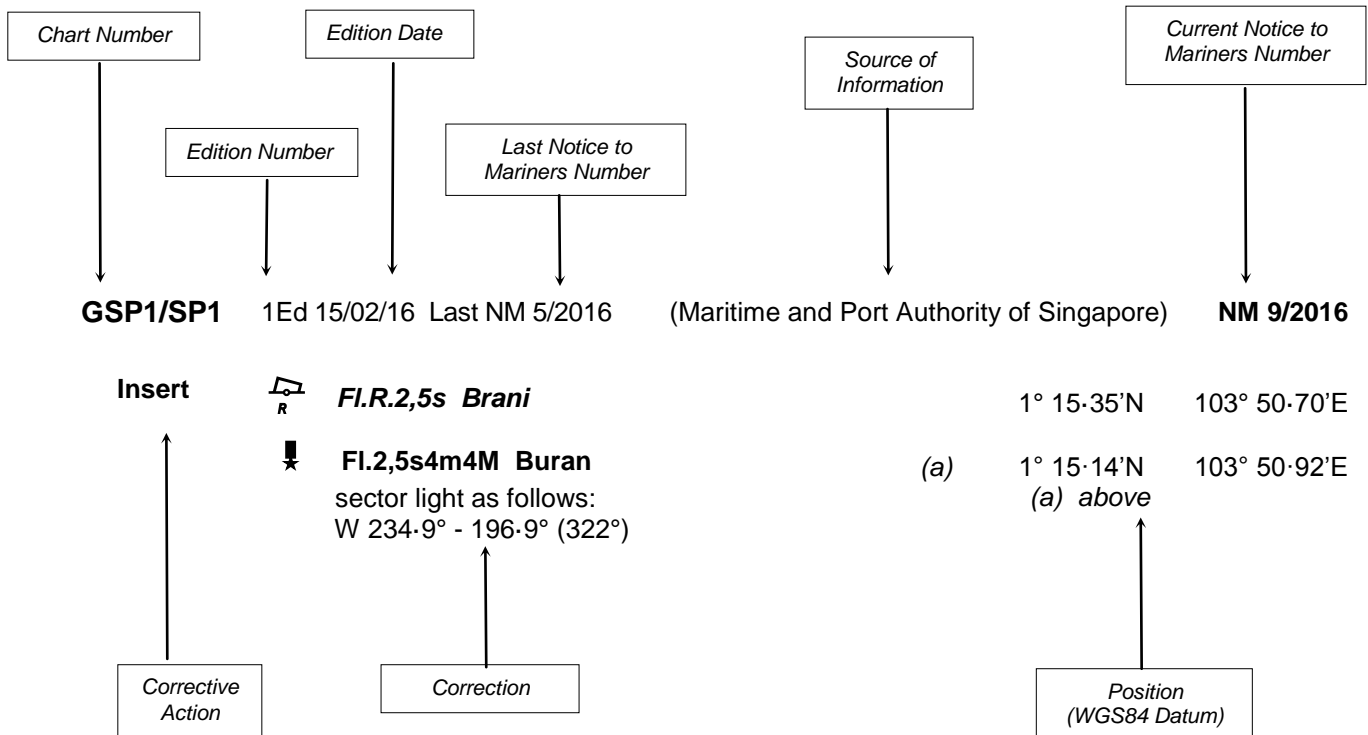 Chart Number
Edition Date
Current Notice to
Mariners Number
Source of
Information
Edition Number
Last Notice to
Mariners Number
GSP1/SP1 1Ed 15/02/16 Last NM 5/2016 (Maritime and Port Authority of Singapore) NM 9/2016
Insert R Fl.R.2,5s Brani 1° 15·35’N 103° 50·70’E
Fl.2,5s4m4M Buran (a) 1° 15·14’N 103° 50·92’E
sector light as follows: (a) above
W 234·9° - 196·9° (322°)
Corrective
Action
Correction
Position
(WGS84 Datum)